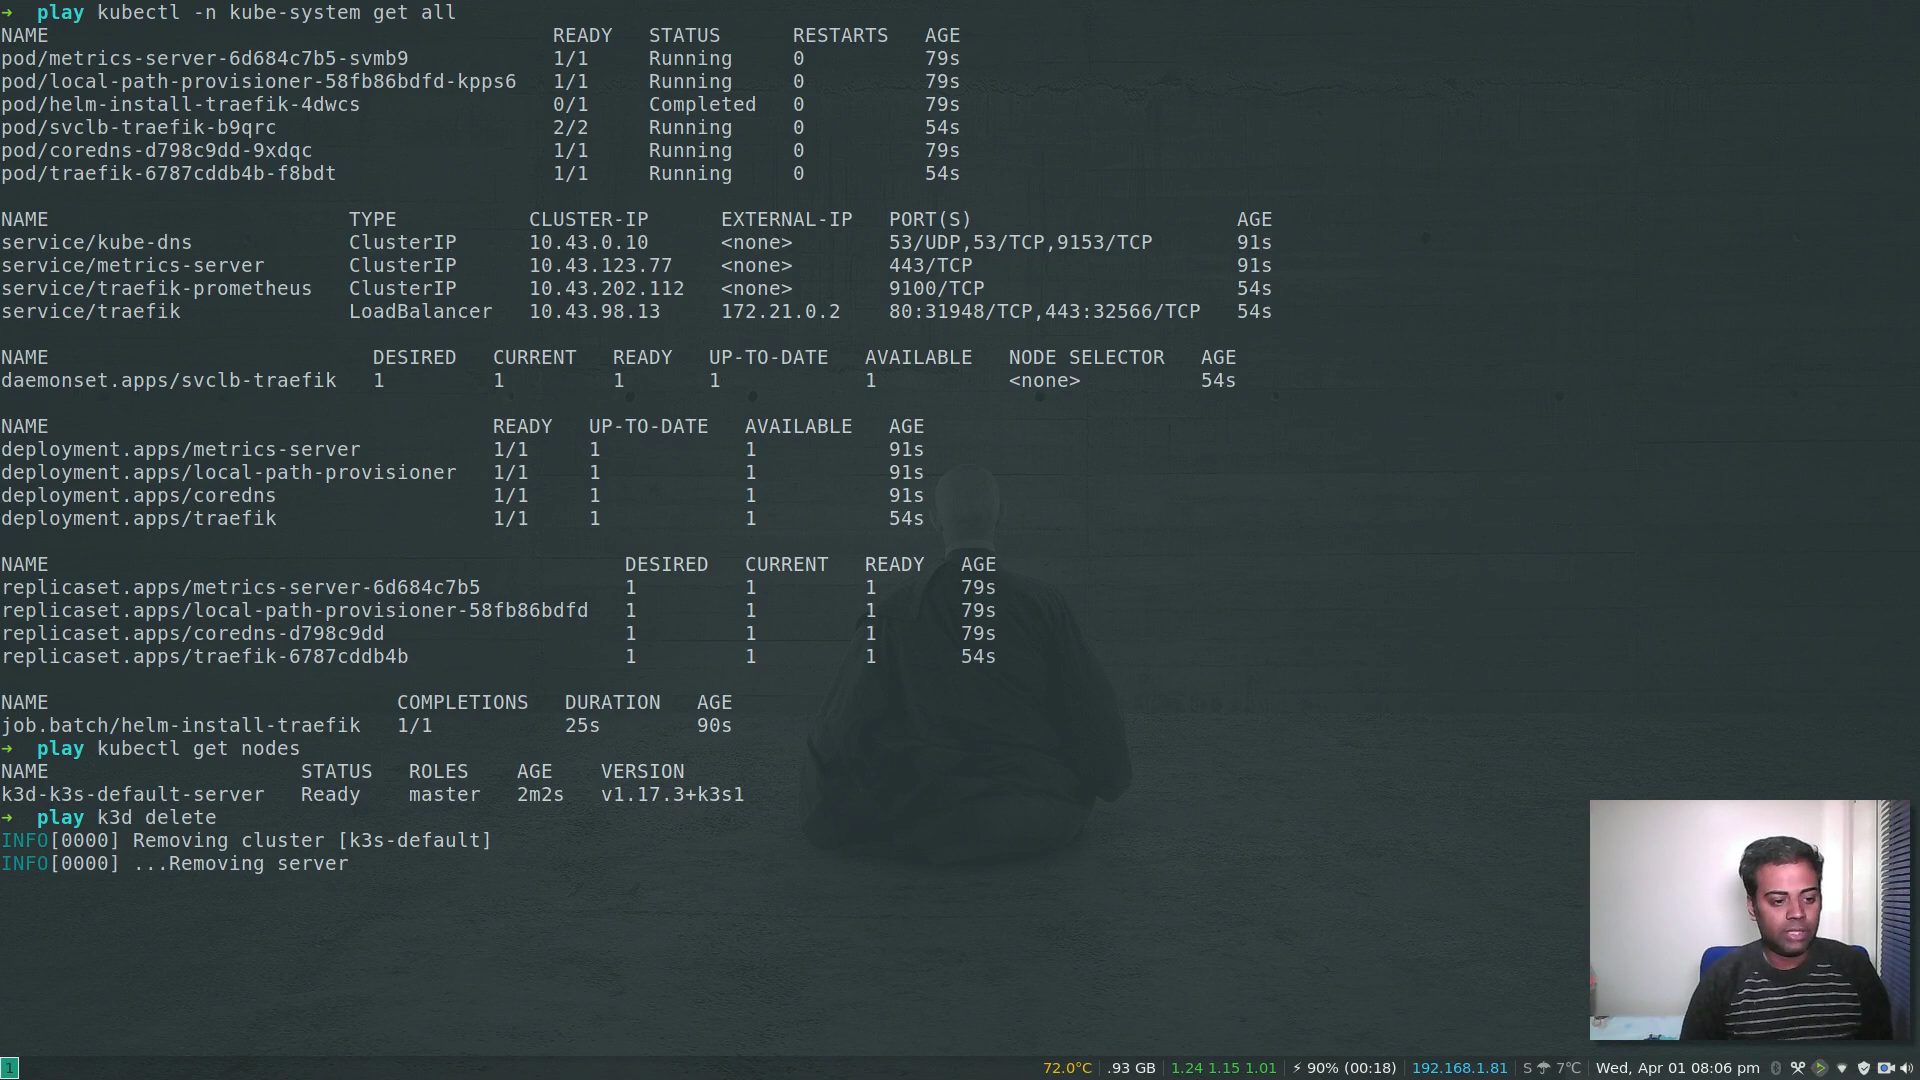 → play kubectl -n kube-system get all
NAME READY STATUS RESTARTS AGE
pod/metrics-server-6d684c7b5-svmb9 1/1 Running 0 79s
pod/local-path-provisioner-58fb86bdfd-kpps6 1/1 Running 0 79s
pod/helm-install-traefik-4dwcs 0/1 Completed 0 79s
pod/svclb-traefik-b9qrc 2/2 Running 0 54s
pod/coredns-d798c9dd-9xdqc 1/1 Running 0 79s
pod/traefik-6787cddb4b-f8bdt 1/1 Running 0 54s
NAME TYPE CLUSTER-IP EXTERNAL-IP PORT(S) AGE
service/kube-dns ClusterIP 10.43.0.10 <none> 53/UDP,53/TCP,9153/TCP 91s
service/metrics-server ClusterIP 10.43.123.77 <none> 443/TCP 91s
service/traefik-prometheus ClusterIP 10.43.202.112 <none> 9100/TCP 54s
service/traefik LoadBalancer 10.43.98.13 172.21.0.2 80:31948/TCP,443:32566/TCP 54s
NAME DESIRED CURRENT READY UP-TO-DATE AVAILABLE NODE SELECTOR AGE
daemonset.apps/svclb-traefik 1 1 1 1 1 <none> 54s
NAME READY UP-TO-DATE AVAILABLE AGE
deployment.apps/metrics-server 1/1 1 1 91s
deployment.apps/local-path-provisioner 1/1 1 1 91s
deployment.apps/coredns 1/1 1 1 91s
deployment.apps/traefik 1/1 1 1 54s
NAME DESIRED CURRENT READY AGE
replicaset.apps/metrics-server-6d684c7b5 1 1 1 79s
replicaset.apps/local-path-provisioner-58fb86bdfd 1 1 1 79s
replicaset.apps/coredns-d798c9dd 1 1 1 79s
replicaset.apps/traefik-6787cddb4b 1 1 1 54s
NAME COMPLETIONS DURATION AGE
job.batch/helm-install-traefik 1/1 25s 90s
→ play kubectl get nodes
NAME STATUS ROLES AGE VERSION
k3d-k3s-default-server Ready master 2m2s v1.17.3+k3s1
→ play k3d delete
INFO[0000] Removing cluster [k3s-default]
INFO[0000] ...Removing server
1 72.0°C .93 GB 1.24 1.15 1.01 ⚡ 90% (00:18) 192.168.1.81 S ☂ 7°C Wed, Apr 01 08:06 pm